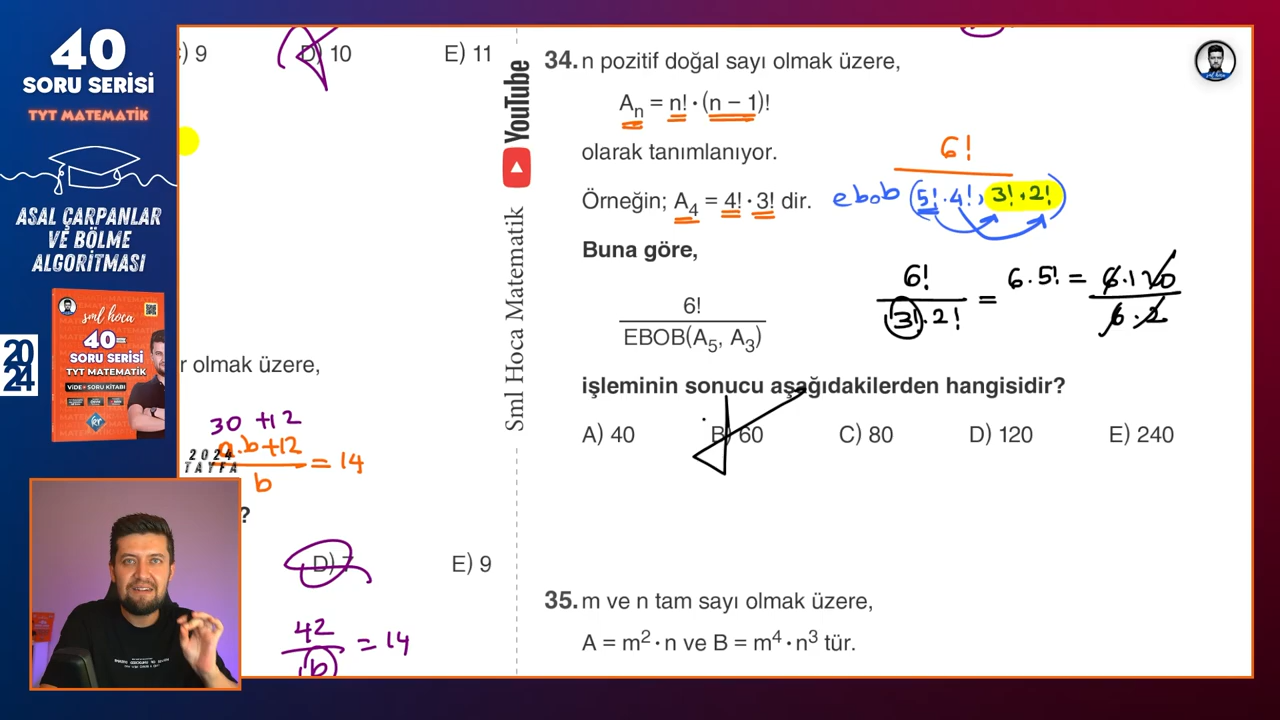 40
SORU SERİSİ
TYT MATEMATİK
ASAL ÇARPANLAR
VE BÖLME
ALGORİTMASI
sml hoca
40
SORU SERİSİ
TYT MATEMATİK
VİDEO SORU KİTABI
2024
2024
TAYFA
) 9
D) 10
E) 11
r olmak üzere,
30 +12
a.b+12
b
= 14
?
D) 7
E) 9
42
b
= 14
Sml Hoca Matematik YouTube
34. n pozitif doğal sayı olmak üzere,
Aₙ = n! · (n − 1)!
olarak tanımlanıyor.
Örneğin; A₄ = 4! · 3! dir.
Buna göre,
6!
EBOB(A₅, A₃)
işleminin sonucu aşağıdakilerden hangisidir?
A) 40
B) 60
C) 80
D) 120
E) 240
6!
ebob (5!.4!, 3!.2!)
6!
3!.2!
= 6.5! =
6.120
6.2
35. m ve n tam sayı olmak üzere,
A = m² · n ve B = m⁴ · n³ tür.
sml hoca